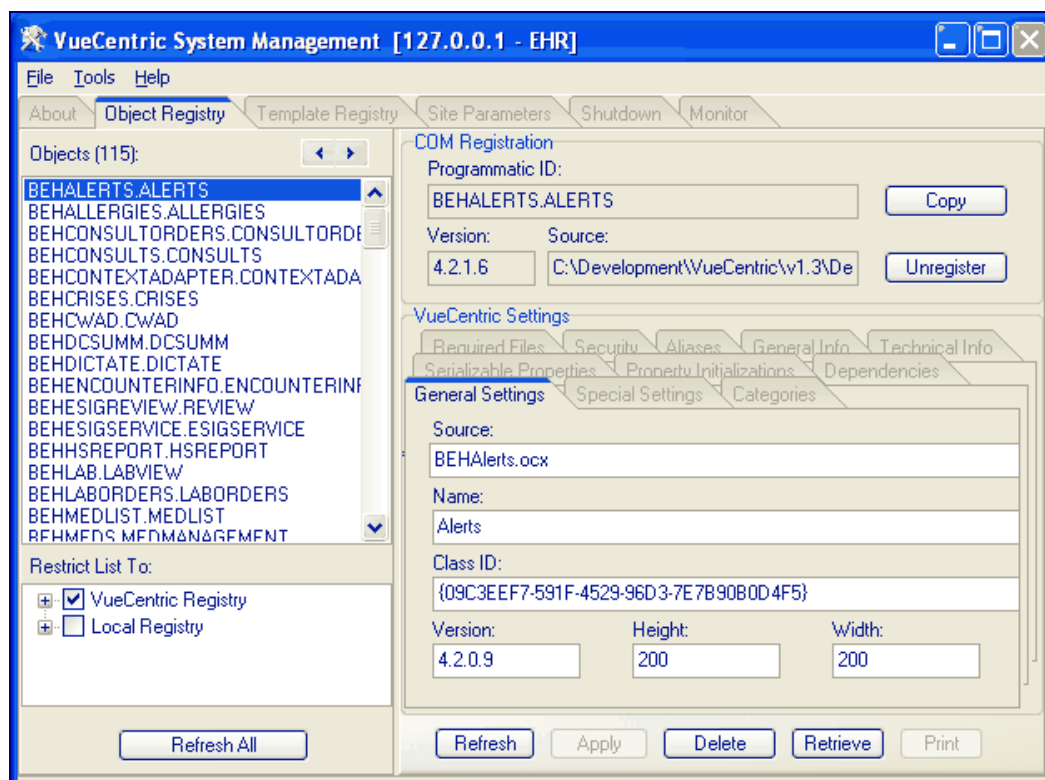 VueCentric System Management [127.0.0.1 - EHR]
File Tools Help
About Object Registry Template Registry Site Parameters Shutdown Monitor
Objects (115):
BEHALERTS.ALERTS
BEHALLERGIES.ALLERGIES
BEHCONSULTORDERS.CONSULTORDE
BEHCONSULTS.CONSULTS
BEHCONTEXTADAPTER.CONTEXTADA
BEHCRISES.CRISES
BEHCWAD.CWAD
BEHDCSUMM.DCSUMM
BEHDICTATE.DICTATE
BEHENCOUNTERINFO.ENCOUNTERINF
BEHESIGREVIEW.REVIEW
BEHESIGSERVICE.ESIGSERVICE
BEHHSREPORT.HSREPORT
BEHLAB.LABVIEW
BEHLABORDERS.LABORDERS
BEHMEDLIST.MEDLIST
BEHMEDS.MEDMANAGEMENT
Restrict List To:
VueCentric Registry
Local Registry
Refresh All
COM Registration
Programmatic ID:
BEHALERTS.ALERTS
Copy
Version: Source:
4.2.1.6 C:\Development\VueCentric\v1.3\De
Unregister
VueCentric Settings
Required Files Security Aliases General Info Technical Info
Serializable Properties Property Initializations Dependencies
General Settings Special Settings Categories
Source:
BEHAlerts.ocx
Name:
Alerts
Class ID:
{09C3EEF7-591F-4529-96D3-7E7B90B0D4F5}
Version: Height: Width:
4.2.0.9 200 200
Refresh Apply Delete Retrieve Print